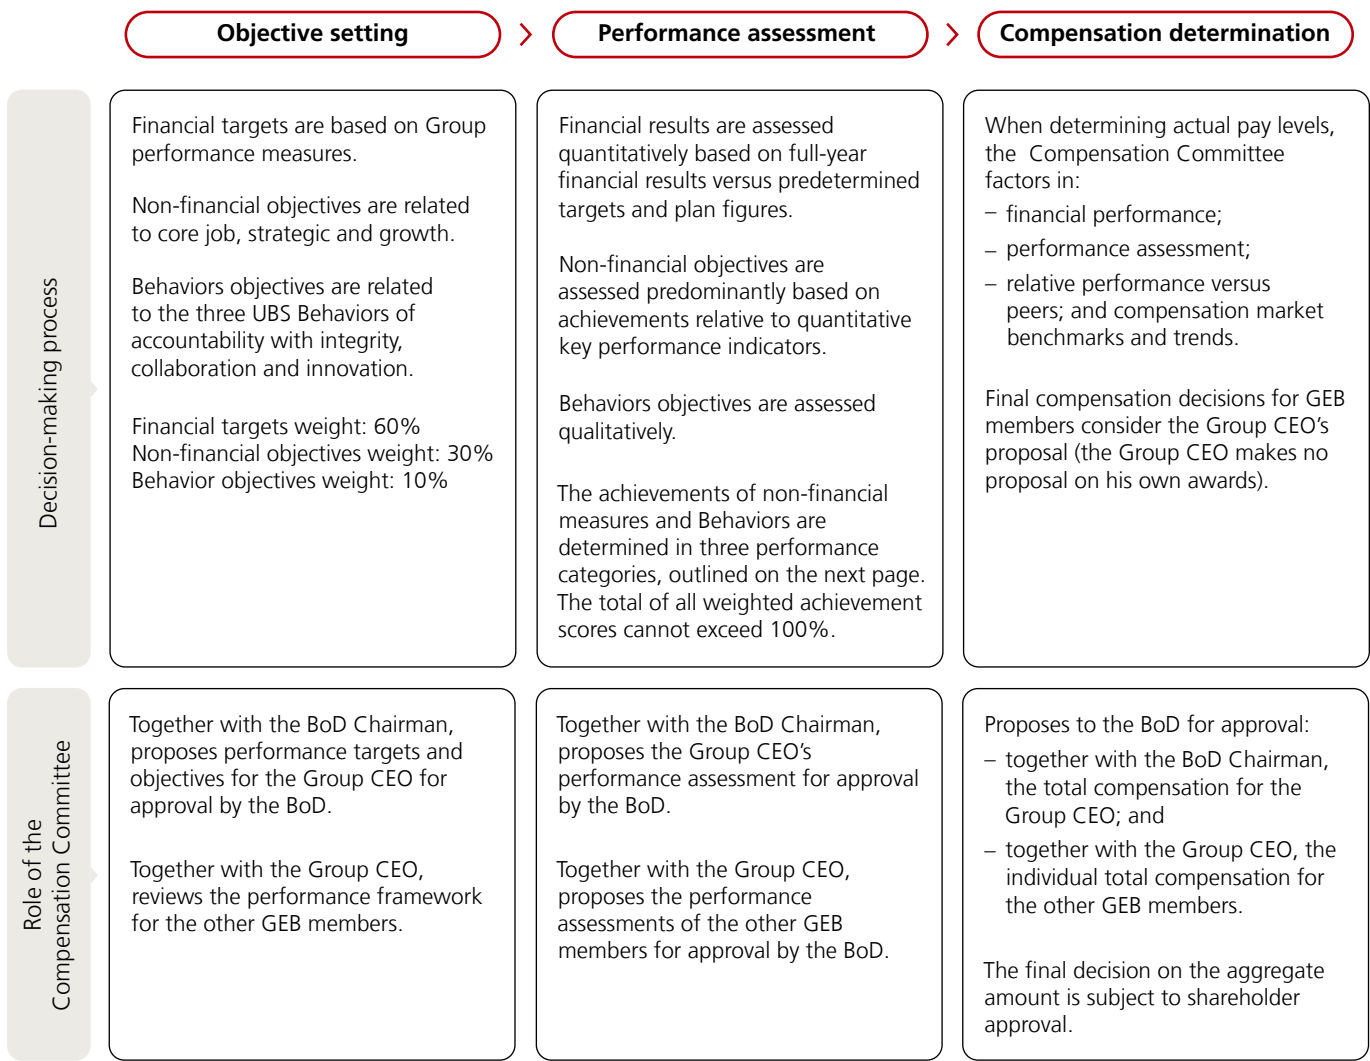 Objective setting
Performance assessment
Compensation determination
Decision-making process
Financial targets are based on Group
performance measures.
Non-financial objectives are related
to core job, strategic and growth.
Behaviors objectives are related
to the three UBS Behaviors of
accountability with integrity,
collaboration and innovation.
Financial targets weight: 60%
Non-financial objectives weight: 30%
Behavior objectives weight: 10%
Financial results are assessed
quantitatively based on full-year
financial results versus predetermined
targets and plan figures.
Non-financial objectives are
assessed predominantly based on
achievements relative to quantitative
key performance indicators.
Behaviors objectives are assessed
qualitatively.
The achievements of non-financial
measures and Behaviors are
determined in three performance
categories, outlined on the next page.
The total of all weighted achievement
scores cannot exceed 100%.
When determining actual pay levels,
the Compensation Committee
factors in:
– financial performance;
– performance assessment;
– relative performance versus
peers; and compensation market
benchmarks and trends.
Final compensation decisions for GEB
members consider the Group CEO’s
proposal (the Group CEO makes no
proposal on his own awards).
Role of the
Compensation Committee
Together with the BoD Chairman,
proposes performance targets and
objectives for the Group CEO for
approval by the BoD.
Together with the Group CEO,
reviews the performance framework
for the other GEB members.
Together with the BoD Chairman,
proposes the Group CEO’s
performance assessment for approval
by the BoD.
Together with the Group CEO,
proposes the performance
assessments of the other GEB
members for approval by the BoD.
Proposes to the BoD for approval:
– together with the BoD Chairman,
the total compensation for the
Group CEO; and
– together with the Group CEO, the
individual total compensation for
the other GEB members.
The final decision on the aggregate
amount is subject to shareholder
approval.